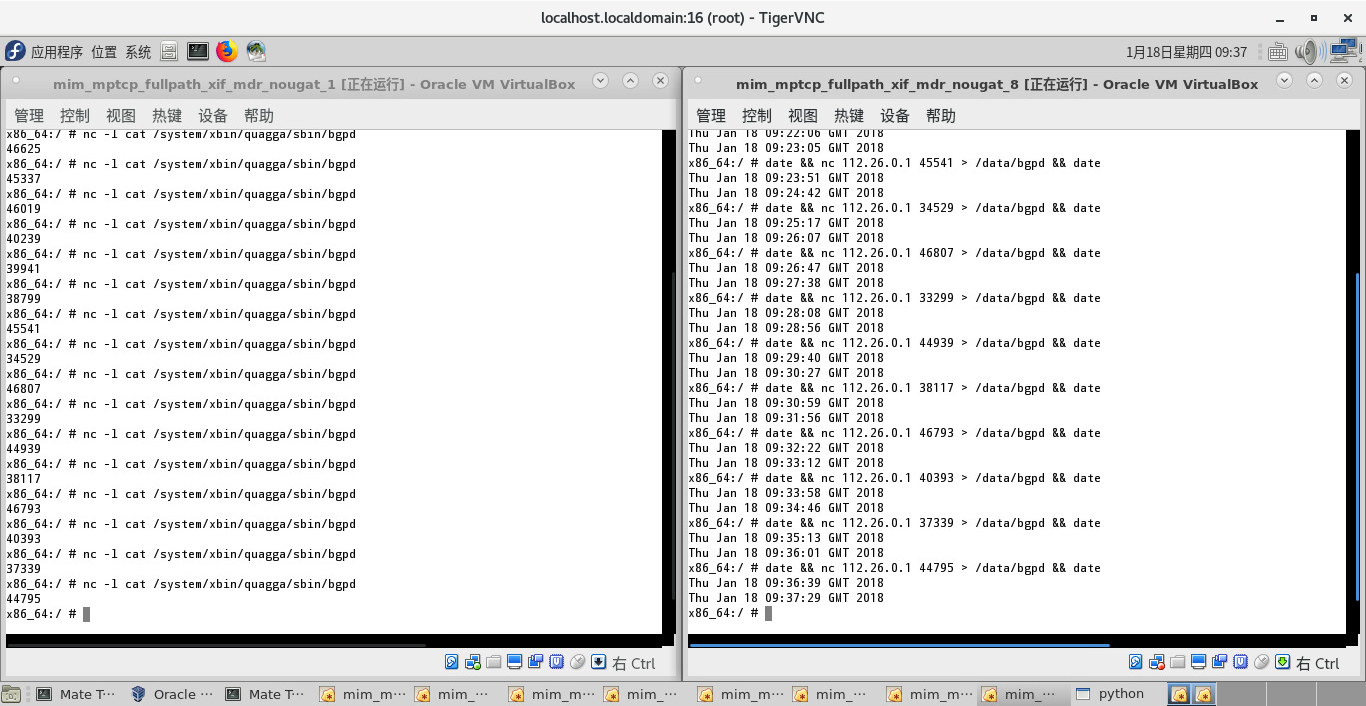 localhost.localdomain:16 (root) - TigerVNC
应用程序 位置 系统
1月18日星期四 09:37
mim_mptcp_fullpath_xif_mdr_nougat_1 [正在运行] - Oracle VM VirtualBox
管理 控制 视图 热键 设备 帮助
x86_64:/ # nc -l cat /system/xbin/quagga/sbin/bgpd
46625
x86_64:/ # nc -l cat /system/xbin/quagga/sbin/bgpd
45337
x86_64:/ # nc -l cat /system/xbin/quagga/sbin/bgpd
46019
x86_64:/ # nc -l cat /system/xbin/quagga/sbin/bgpd
40239
x86_64:/ # nc -l cat /system/xbin/quagga/sbin/bgpd
39941
x86_64:/ # nc -l cat /system/xbin/quagga/sbin/bgpd
38799
x86_64:/ # nc -l cat /system/xbin/quagga/sbin/bgpd
45541
x86_64:/ # nc -l cat /system/xbin/quagga/sbin/bgpd
34529
x86_64:/ # nc -l cat /system/xbin/quagga/sbin/bgpd
46807
x86_64:/ # nc -l cat /system/xbin/quagga/sbin/bgpd
33299
x86_64:/ # nc -l cat /system/xbin/quagga/sbin/bgpd
44939
x86_64:/ # nc -l cat /system/xbin/quagga/sbin/bgpd
38117
x86_64:/ # nc -l cat /system/xbin/quagga/sbin/bgpd
46793
x86_64:/ # nc -l cat /system/xbin/quagga/sbin/bgpd
40393
x86_64:/ # nc -l cat /system/xbin/quagga/sbin/bgpd
37339
x86_64:/ # nc -l cat /system/xbin/quagga/sbin/bgpd
44795
x86_64:/ #
右 Ctrl
mim_mptcp_fullpath_xif_mdr_nougat_8 [正在运行] - Oracle VM VirtualBox
管理 控制 视图 热键 设备 帮助
Thu Jan 18 09:22:06 GMT 2018
Thu Jan 18 09:23:05 GMT 2018
x86_64:/ # date && nc 112.26.0.1 45541 > /data/bgpd && date
Thu Jan 18 09:23:51 GMT 2018
Thu Jan 18 09:24:42 GMT 2018
x86_64:/ # date && nc 112.26.0.1 34529 > /data/bgpd && date
Thu Jan 18 09:25:17 GMT 2018
Thu Jan 18 09:26:07 GMT 2018
x86_64:/ # date && nc 112.26.0.1 46807 > /data/bgpd && date
Thu Jan 18 09:26:47 GMT 2018
Thu Jan 18 09:27:38 GMT 2018
x86_64:/ # date && nc 112.26.0.1 33299 > /data/bgpd && date
Thu Jan 18 09:28:08 GMT 2018
Thu Jan 18 09:28:56 GMT 2018
x86_64:/ # date && nc 112.26.0.1 44939 > /data/bgpd && date
Thu Jan 18 09:29:40 GMT 2018
Thu Jan 18 09:30:27 GMT 2018
x86_64:/ # date && nc 112.26.0.1 38117 > /data/bgpd && date
Thu Jan 18 09:30:59 GMT 2018
Thu Jan 18 09:31:56 GMT 2018
x86_64:/ # date && nc 112.26.0.1 46793 > /data/bgpd && date
Thu Jan 18 09:32:22 GMT 2018
Thu Jan 18 09:33:12 GMT 2018
x86_64:/ # date && nc 112.26.0.1 40393 > /data/bgpd && date
Thu Jan 18 09:33:58 GMT 2018
Thu Jan 18 09:34:46 GMT 2018
x86_64:/ # date && nc 112.26.0.1 37339 > /data/bgpd && date
Thu Jan 18 09:35:13 GMT 2018
Thu Jan 18 09:36:01 GMT 2018
x86_64:/ # date && nc 112.26.0.1 44795 > /data/bgpd && date
Thu Jan 18 09:36:39 GMT 2018
Thu Jan 18 09:37:29 GMT 2018
x86_64:/ #
右 Ctrl
Mate T⋯ Oracle ⋯ Mate T⋯ mim_m⋯ mim_⋯ mim_m⋯ mim_⋯ mim_m⋯ mim_⋯ mim_m⋯ mim_⋯ python